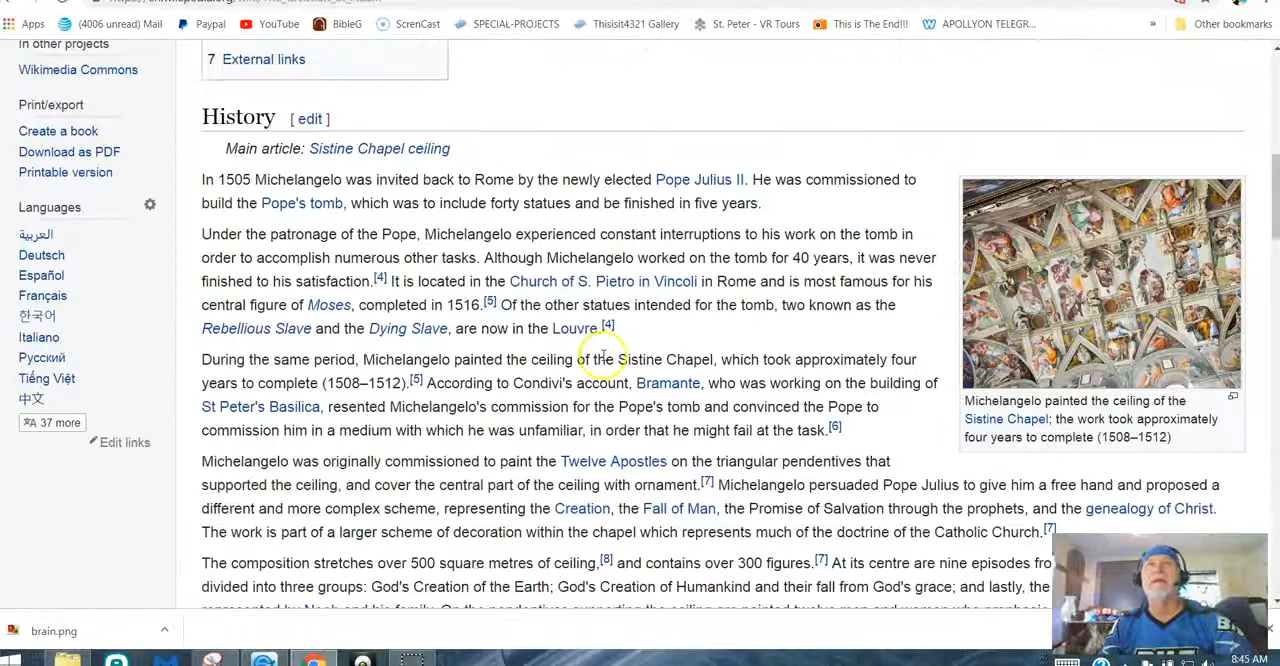 Apps (4006 unread) Mail Paypal YouTube BibleG ScrenCast SPECIAL-PROJECTS Thisisit4321 Gallery St. Peter - VR Tours This is The End!!! APOLLYON TELEGR... » Other bookmarks
In other projects
Wikimedia Commons
Print/export
Create a book
Download as PDF
Printable version
Languages
العربية
Deutsch
Español
Français
한국어
Italiano
Русский
Tiếng Việt
中文
37 more
Edit links
7 External links
History [ edit ]
Main article: Sistine Chapel ceiling
In 1505 Michelangelo was invited back to Rome by the newly elected Pope Julius II. He was commissioned to
build the Pope's tomb, which was to include forty statues and be finished in five years.
Under the patronage of the Pope, Michelangelo experienced constant interruptions to his work on the tomb in
order to accomplish numerous other tasks. Although Michelangelo worked on the tomb for 40 years, it was never
finished to his satisfaction.[4] It is located in the Church of S. Pietro in Vincoli in Rome and is most famous for his
central figure of Moses, completed in 1516.[5] Of the other statues intended for the tomb, two known as the
Rebellious Slave and the Dying Slave, are now in the Louvre.[4]
During the same period, Michelangelo painted the ceiling of the Sistine Chapel, which took approximately four
years to complete (1508–1512).[5] According to Condivi's account, Bramante, who was working on the building of
St Peter's Basilica, resented Michelangelo's commission for the Pope's tomb and convinced the Pope to
commission him in a medium with which he was unfamiliar, in order that he might fail at the task.[6]
Michelangelo was originally commissioned to paint the Twelve Apostles on the triangular pendentives that
supported the ceiling, and cover the central part of the ceiling with ornament.[7] Michelangelo persuaded Pope Julius to give him a free hand and proposed a
different and more complex scheme, representing the Creation, the Fall of Man, the Promise of Salvation through the prophets, and the genealogy of Christ.
The work is part of a larger scheme of decoration within the chapel which represents much of the doctrine of the Catholic Church.[7]
The composition stretches over 500 square metres of ceiling,[8] and contains over 300 figures.[7] At its centre are nine episodes fro
divided into three groups: God's Creation of the Earth; God's Creation of Humankind and their fall from God's grace; and lastly, the
Michelangelo painted the ceiling of the
Sistine Chapel; the work took approximately
four years to complete (1508–1512)
brain.png
8:45 AM